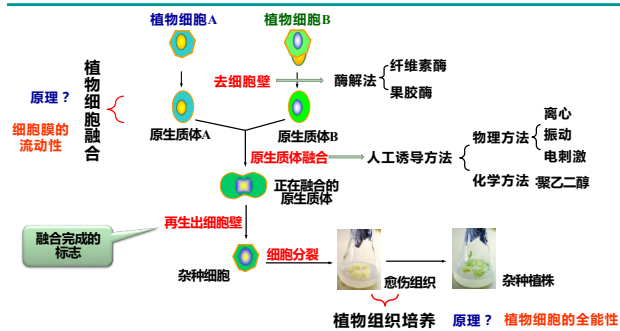 植物细胞A
植物细胞B
去细胞壁
酶解法
纤维素酶
果胶酶
植物细胞融合
原理？
细胞膜的
流动性
原生质体A
原生质体B
原生质体融合
人工诱导方法
物理方法
离心
振动
电刺激
化学方法：聚乙二醇
正在融合的
原生质体
再生出细胞壁
融合完成的
标志
杂种细胞
细胞分裂
愈伤组织
杂种植株
植物组织培养
原理？
植物细胞的全能性